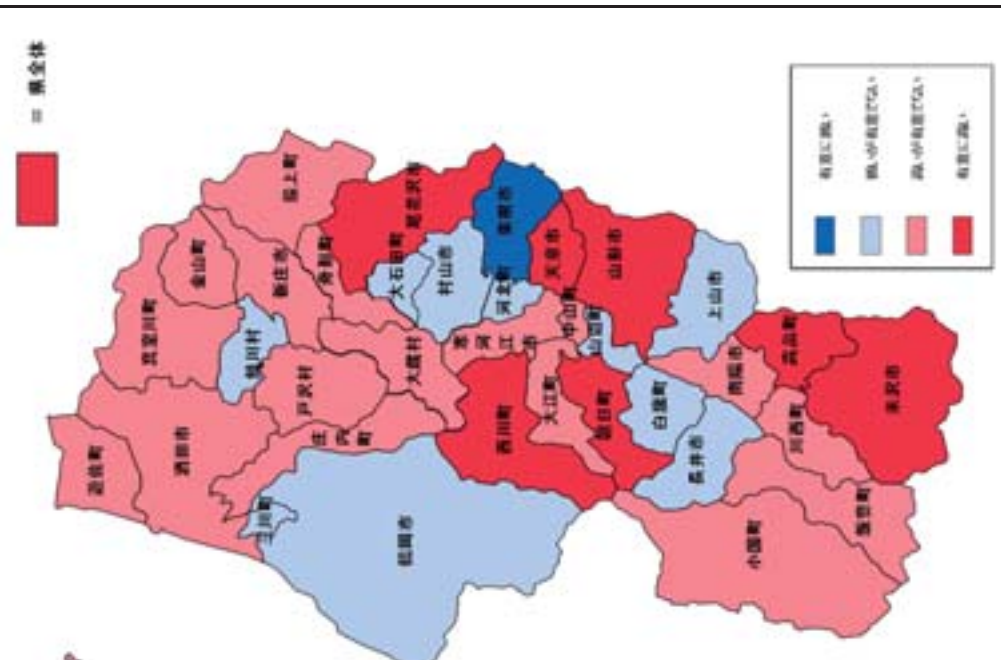 = 県全体
有意に低い
低いが有意でない
高いが有意でない
有意に高い
遊佐町
酒田市
真室川町
金山町
最上町
新庄市
舟形町
鮭川村
戸沢村
庄内町
三川町
鶴岡市
大蔵村
尾花沢市
大石田町
村山市
東根市
河北町
寒河江市
天童市
山形市
中山町
山辺町
西川町
大江町
朝日町
上山市
白鷹町
南陽市
高畠町
長井市
川西町
米沢市
飯豊町
小国町